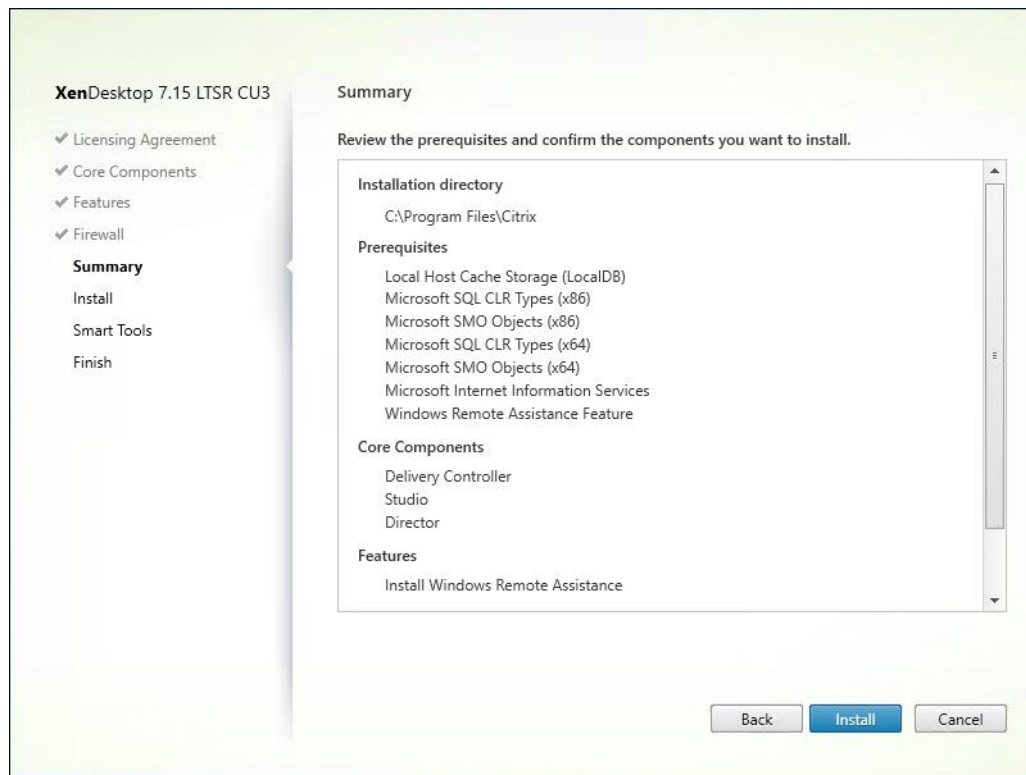 XenDesktop 7.15 LTSR CU3
Licensing Agreement
Core Components
Features
Firewall
Summary
Install
Smart Tools
Finish
Summary
Review the prerequisites and confirm the components you want to install.
Installation directory
C:\Program Files\Citrix
Prerequisites
Local Host Cache Storage (LocalDB)
Microsoft SQL CLR Types (x86)
Microsoft SMO Objects (x86)
Microsoft SQL CLR Types (x64)
Microsoft SMO Objects (x64)
Microsoft Internet Information Services
Windows Remote Assistance Feature
Core Components
Delivery Controller
Studio
Director
Features
Install Windows Remote Assistance
Back Install Cancel